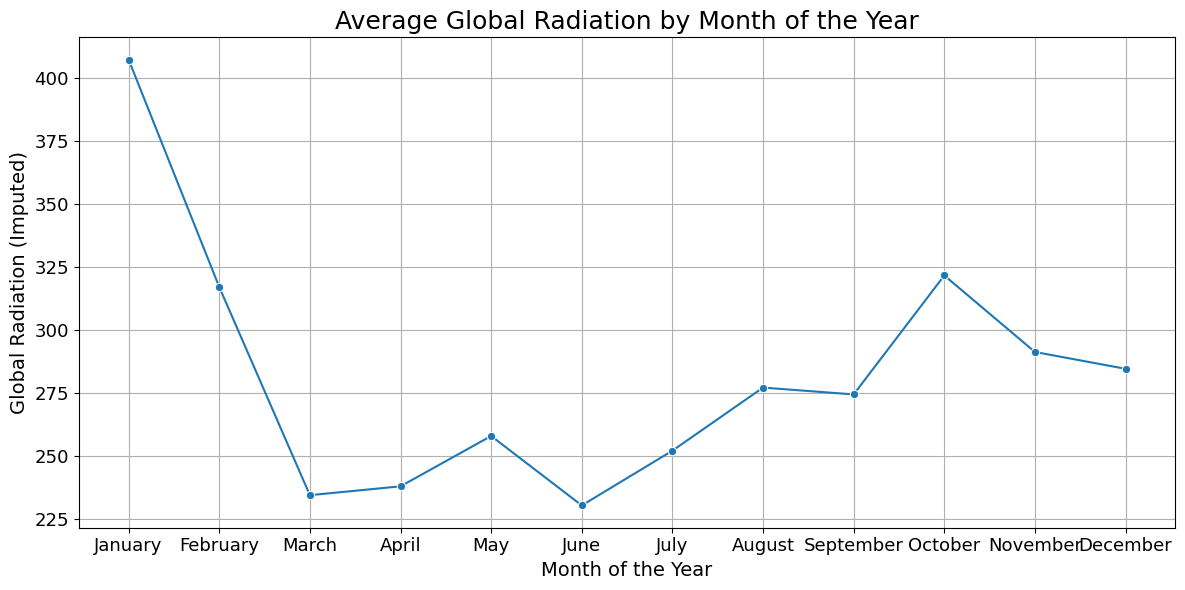 Average Global Radiation by Month of the Year
Global Radiation (Imputed)
400
375
350
325
300
275
250
225
January February March April May June July August September October November December
Month of the Year